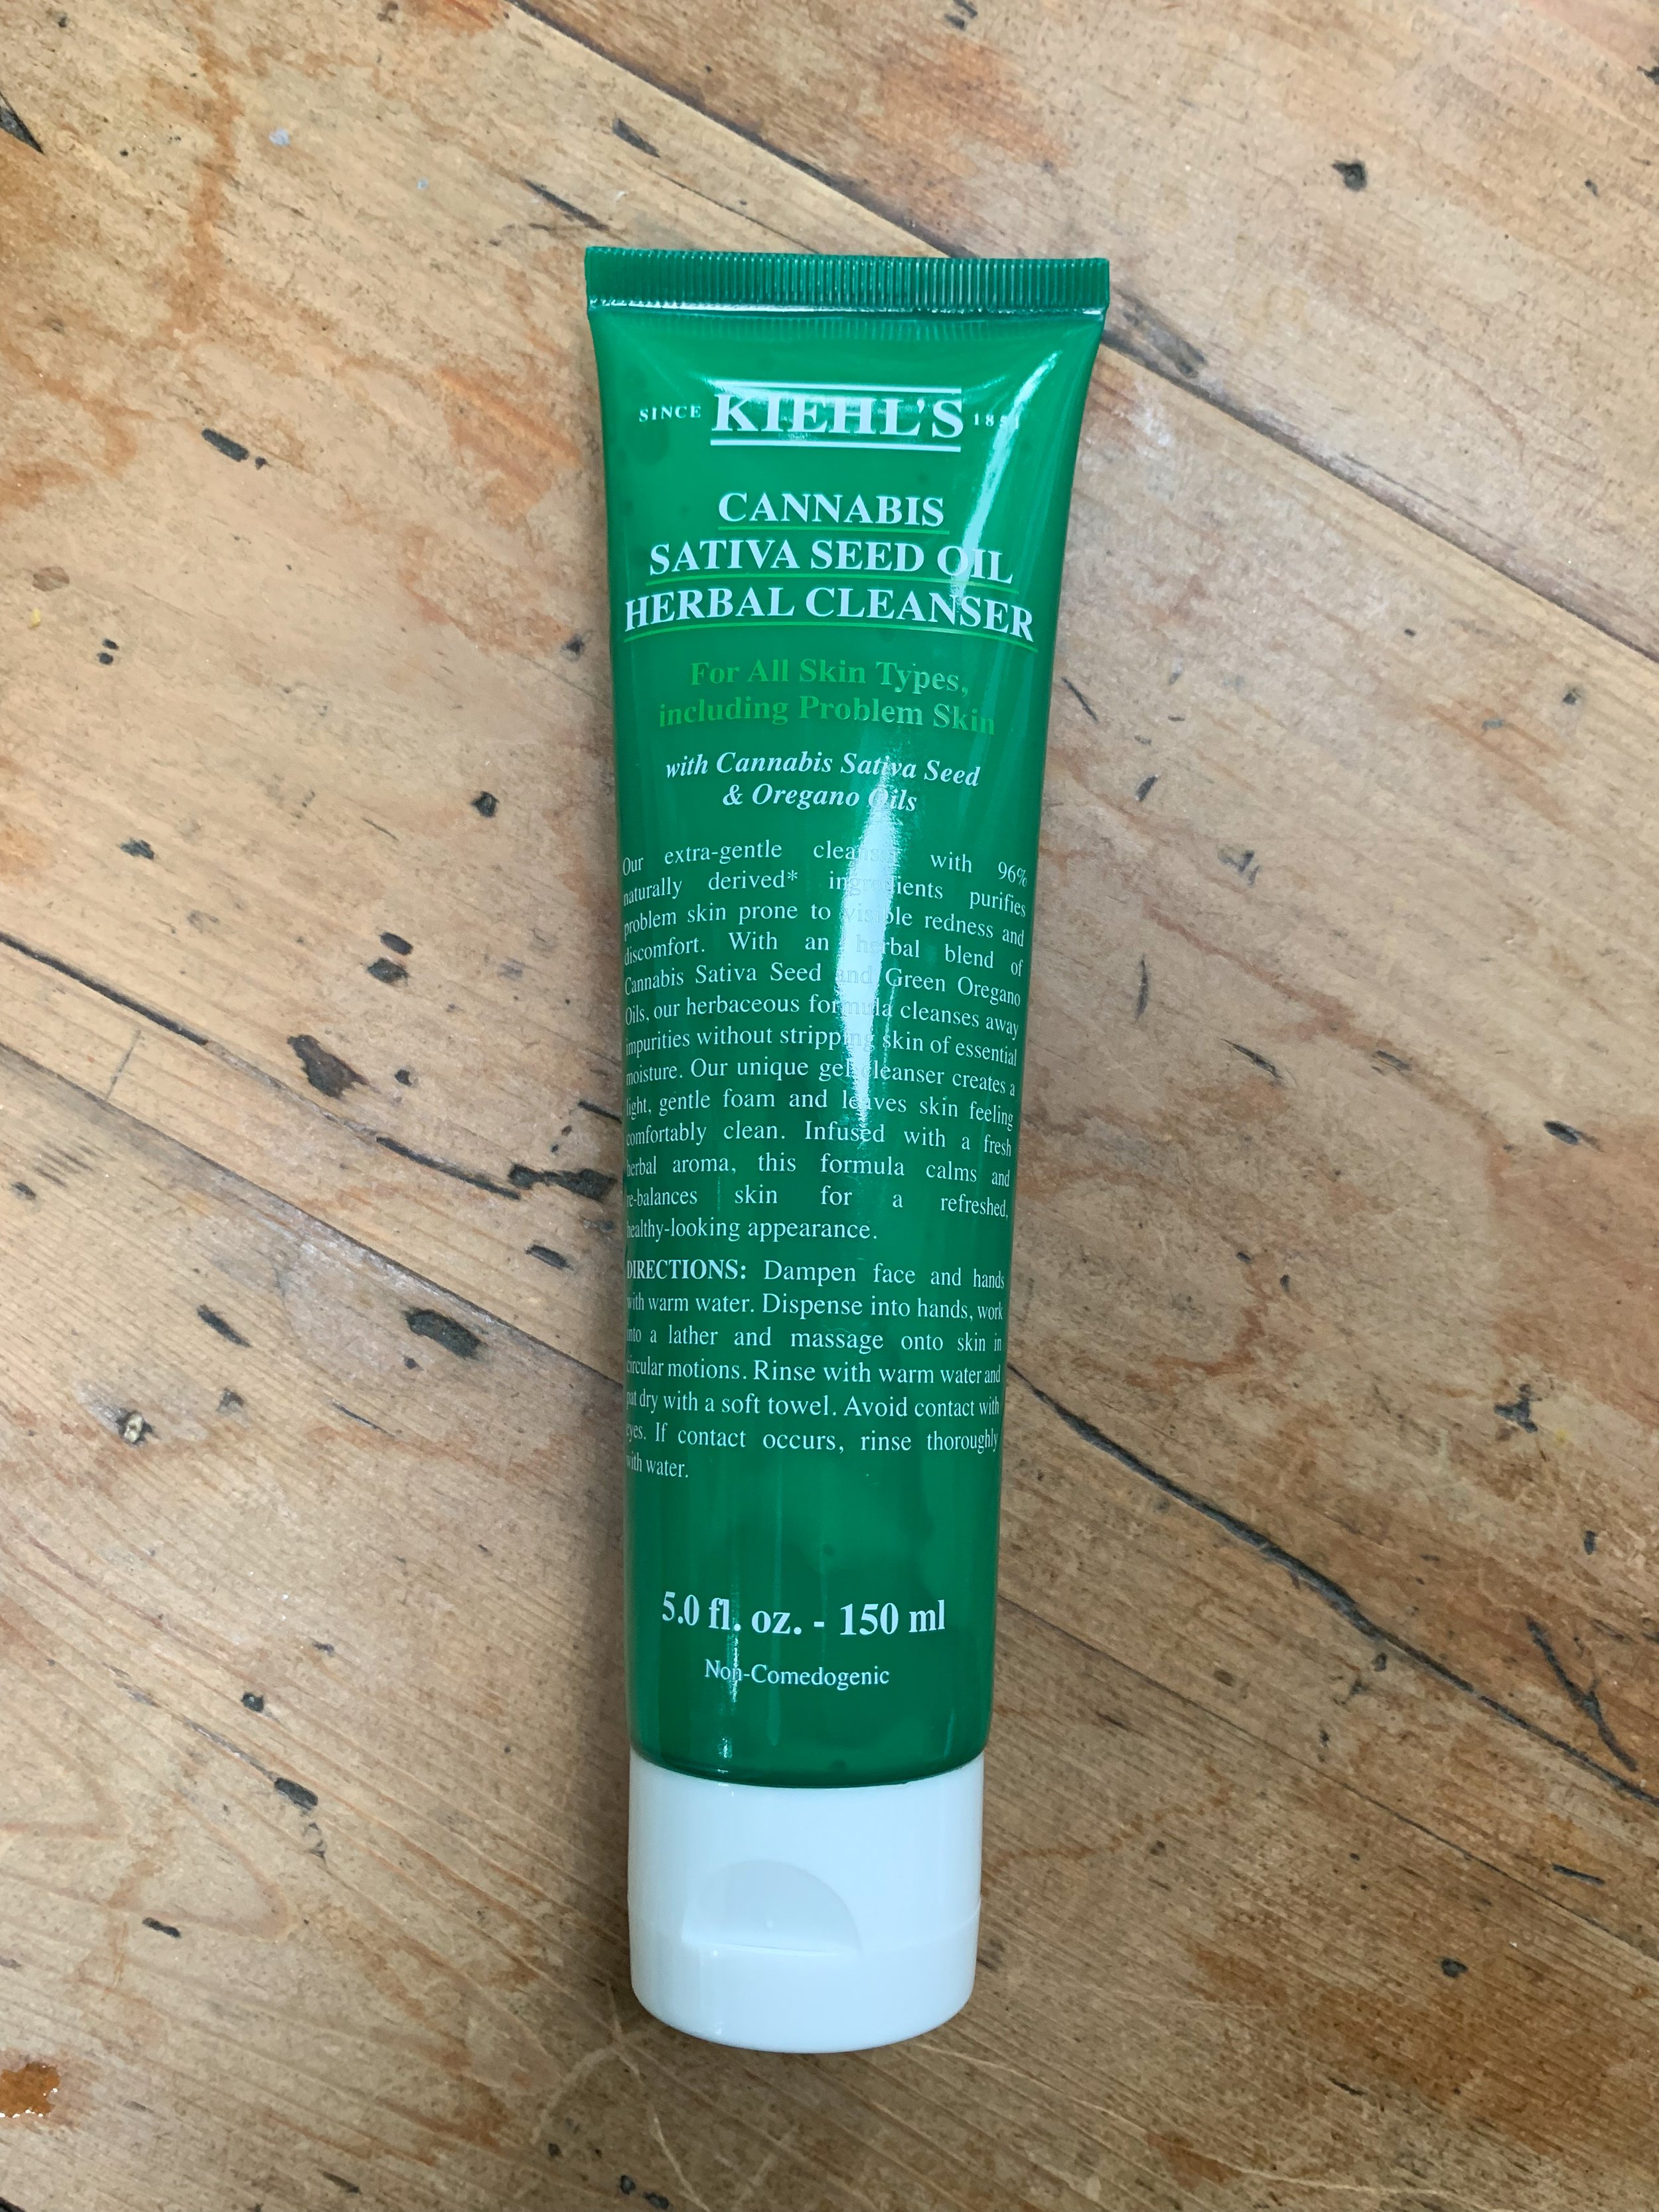 SINCE KIEHL'S 185
CANNABIS
SATIVA SEED OIL
HERBAL CLEANSER
For All Skin Types,
including Problem Skin
with Cannabis Sativa Seed
& Oregano Oils
Our extra-gentle cleanser with 96%
naturally derived* ingredients purifies
problem skin prone to visible redness and
discomfort. With an herbal blend of
Cannabis Sativa Seed and Green Oregano
Oils, our herbaceous formula cleanses away
impurities without stripping skin of essential
moisture. Our unique gel cleanser creates a
light, gentle foam and leaves skin feeling
comfortably clean. Infused with a fresh
herbal aroma, this formula calms and
re-balances skin for a refreshed,
healthy-looking appearance.
DIRECTIONS: Dampen face and hands
with warm water. Dispense into hands, work
into a lather and massage onto skin in
circular motions. Rinse with warm water and
pat dry with a soft towel. Avoid contact with
eyes. If contact occurs, rinse thoroughly
with water.
5.0 fl. oz. - 150 ml
Non-Comedogenic